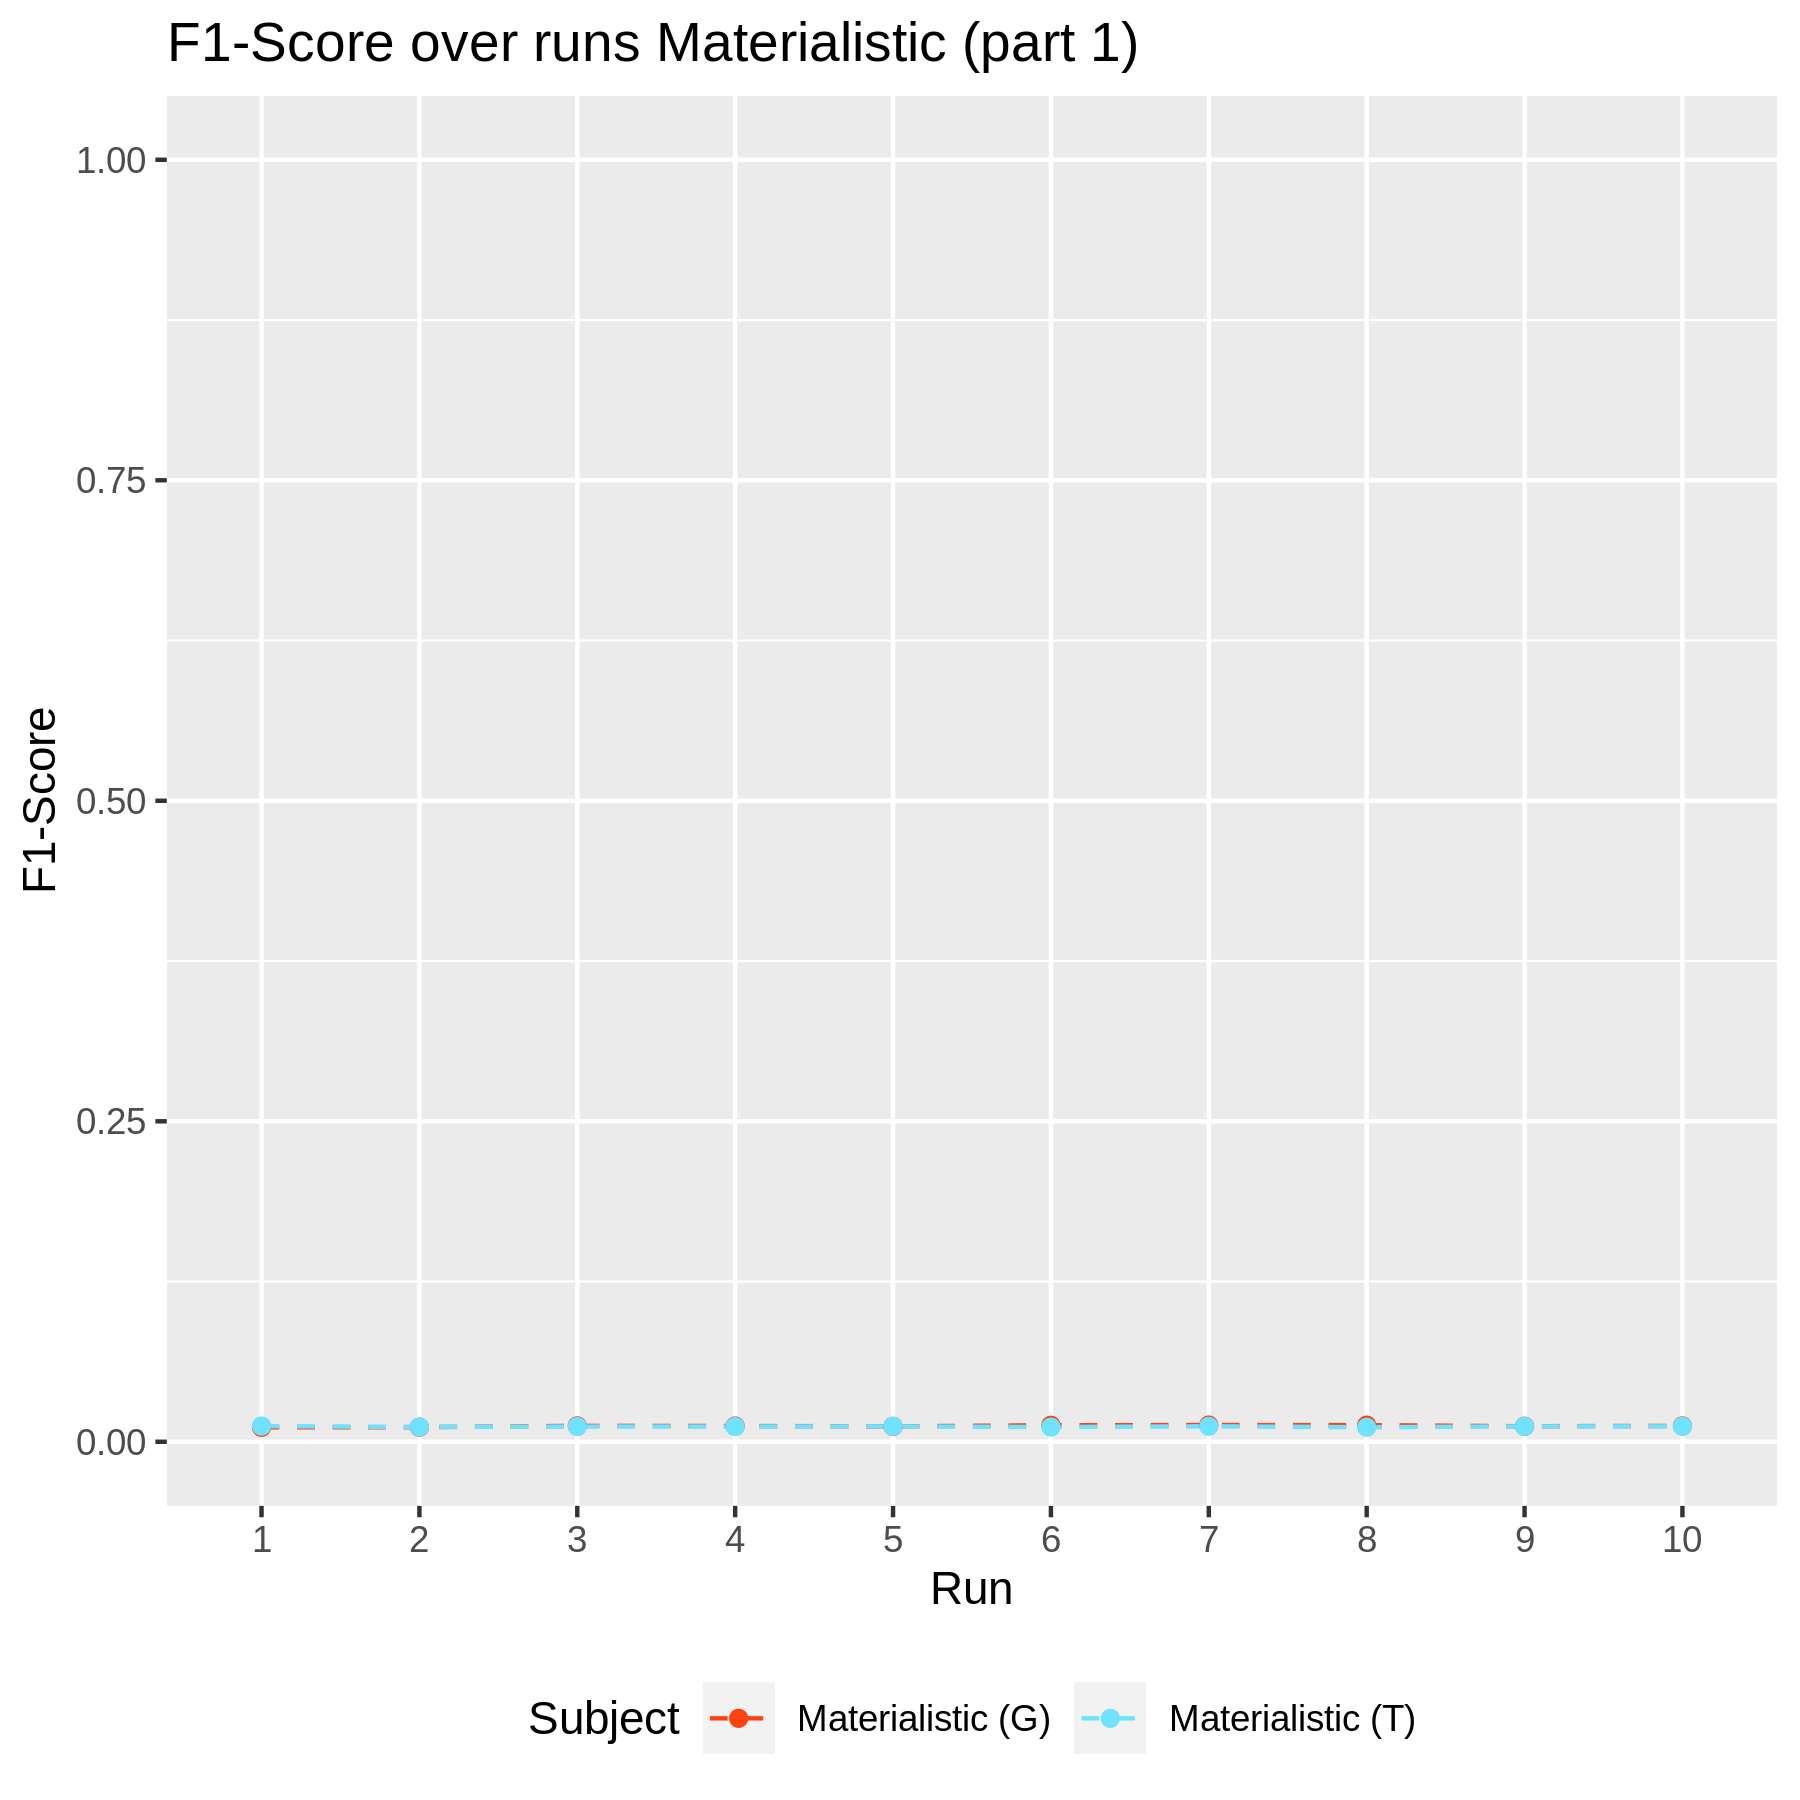 F1-Score over runs Materialistic (part 1)
1.00
0.75
0.50
0.25
0.00
F1-Score
1 2 3 4 5 6 7 8 9 10
Run
Subject Materialistic (G) Materialistic (T)